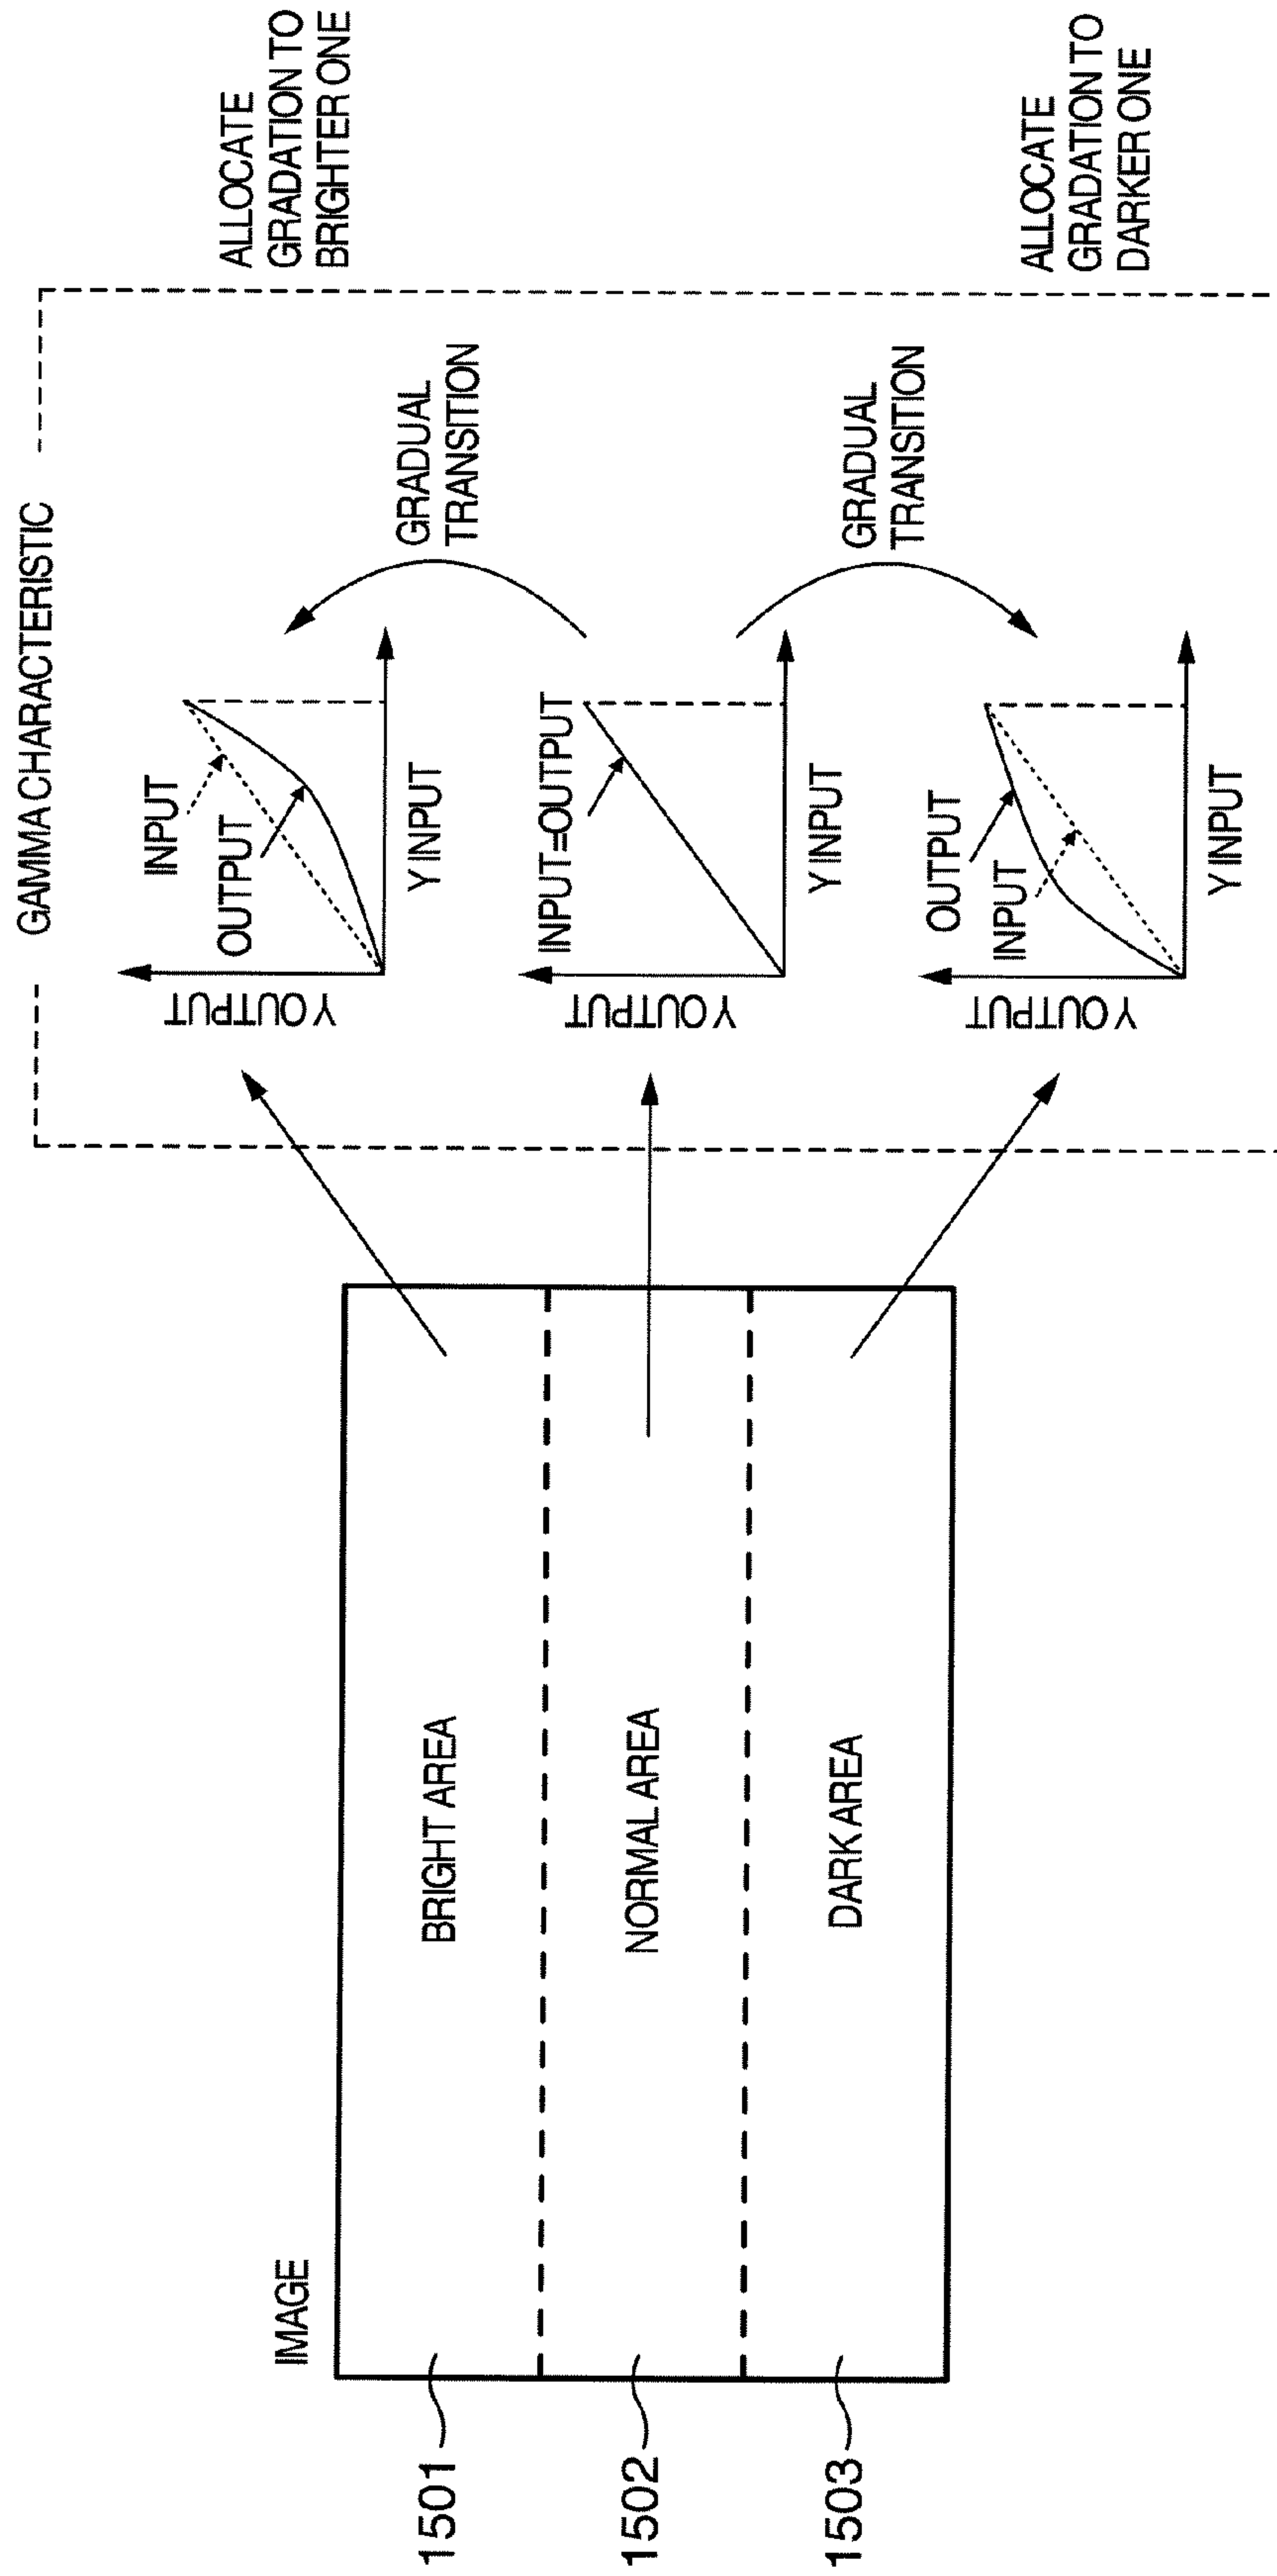 IMAGE
1501
BRIGHT AREA
1502
NORMAL AREA
1503
DARK AREA
GAMMA CHARACTERISTIC
Y OUTPUT
INPUT
OUTPUT
Y INPUT
GRADUAL
TRANSITION
ALLOCATE
GRADATION TO
BRIGHTER ONE
Y OUTPUT
INPUT=OUTPUT
Y INPUT
GRADUAL
TRANSITION
Y OUTPUT
OUTPUT
INPUT
Y INPUT
ALLOCATE
GRADATION TO
DARKER ONE